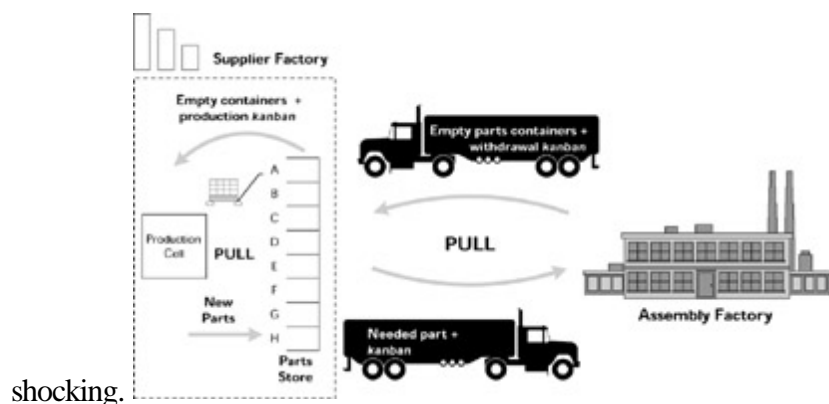 Supplier Factory
Empty containers +
production kanban
Empty parts containers +
withdrawal kanban
A
B
C
D
E
F
G
H
Production
Cell
PULL
PULL
New
Parts
Needed part +
kanban
Parts
Store
Assembly Factory
shocking.